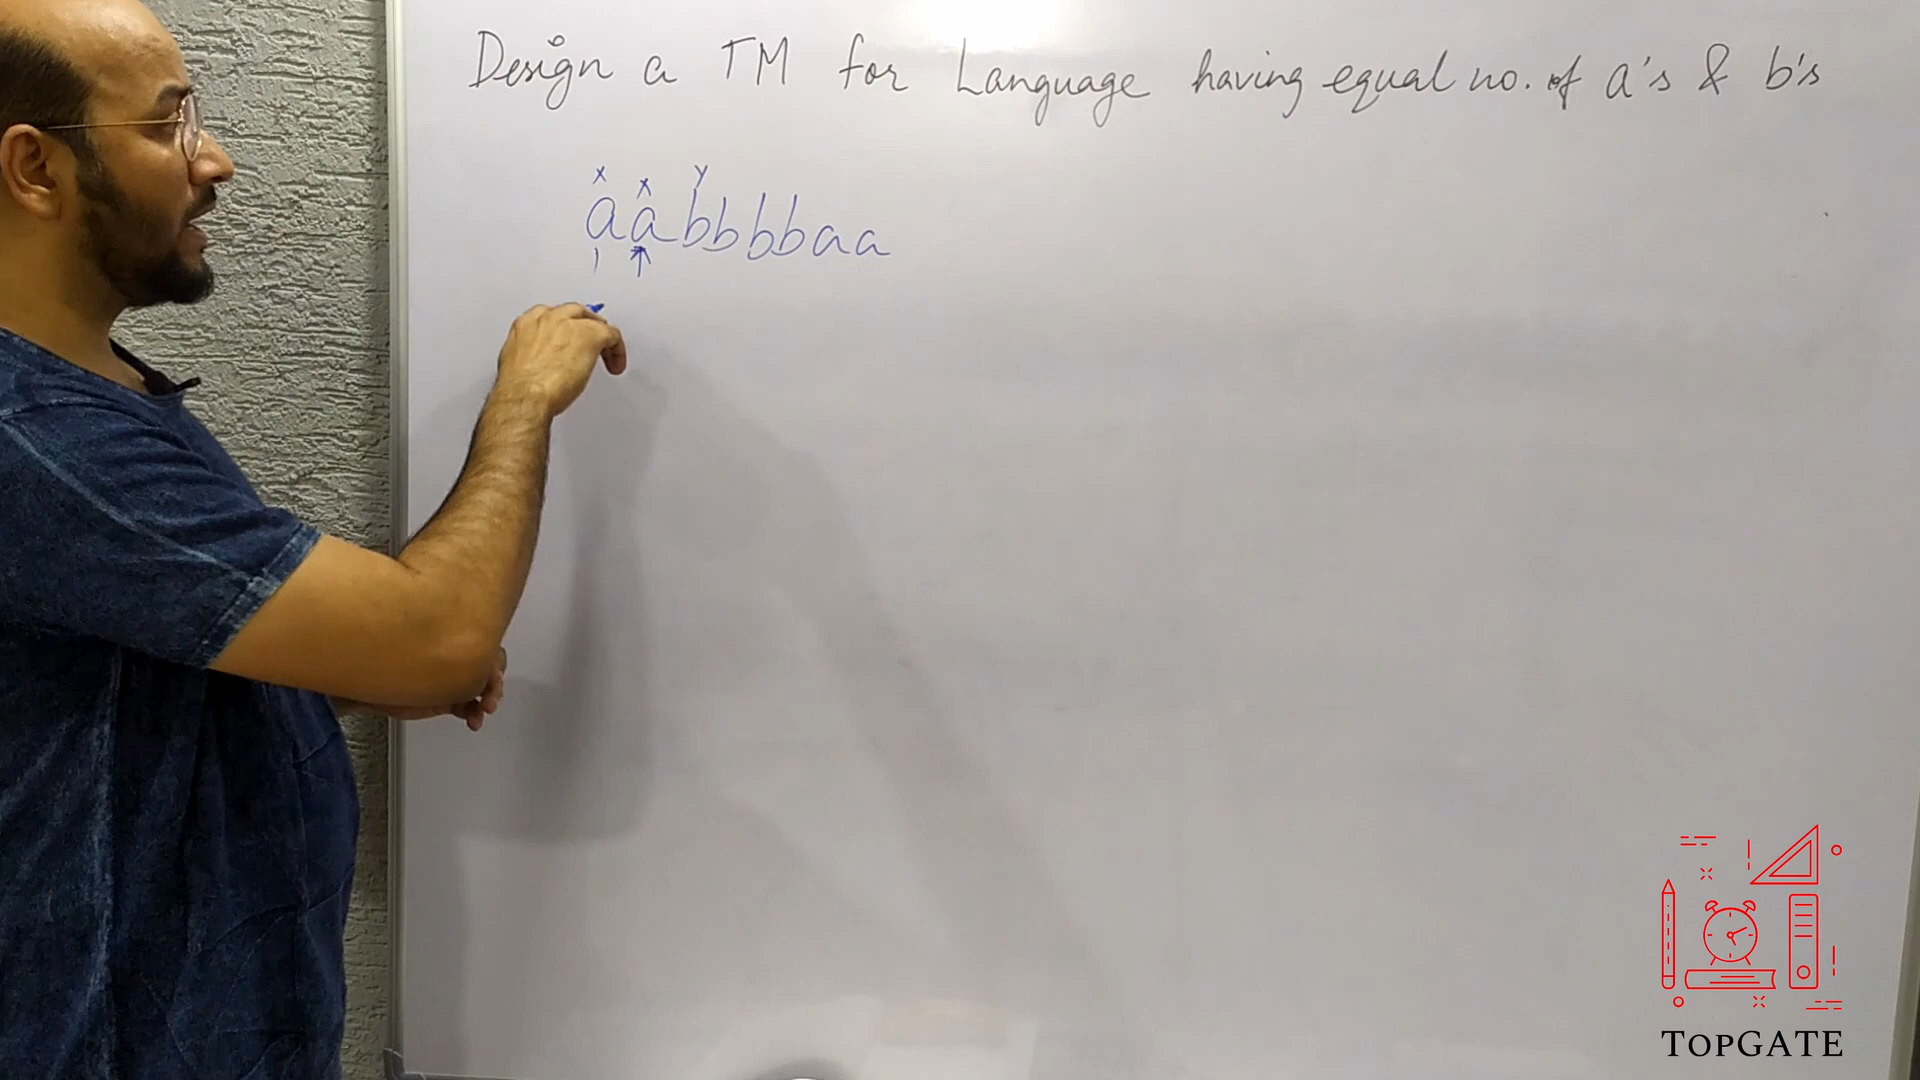 Design a TM for Language having equal no. of a's & b's
x x y
aabbbbaa
TOPGATE